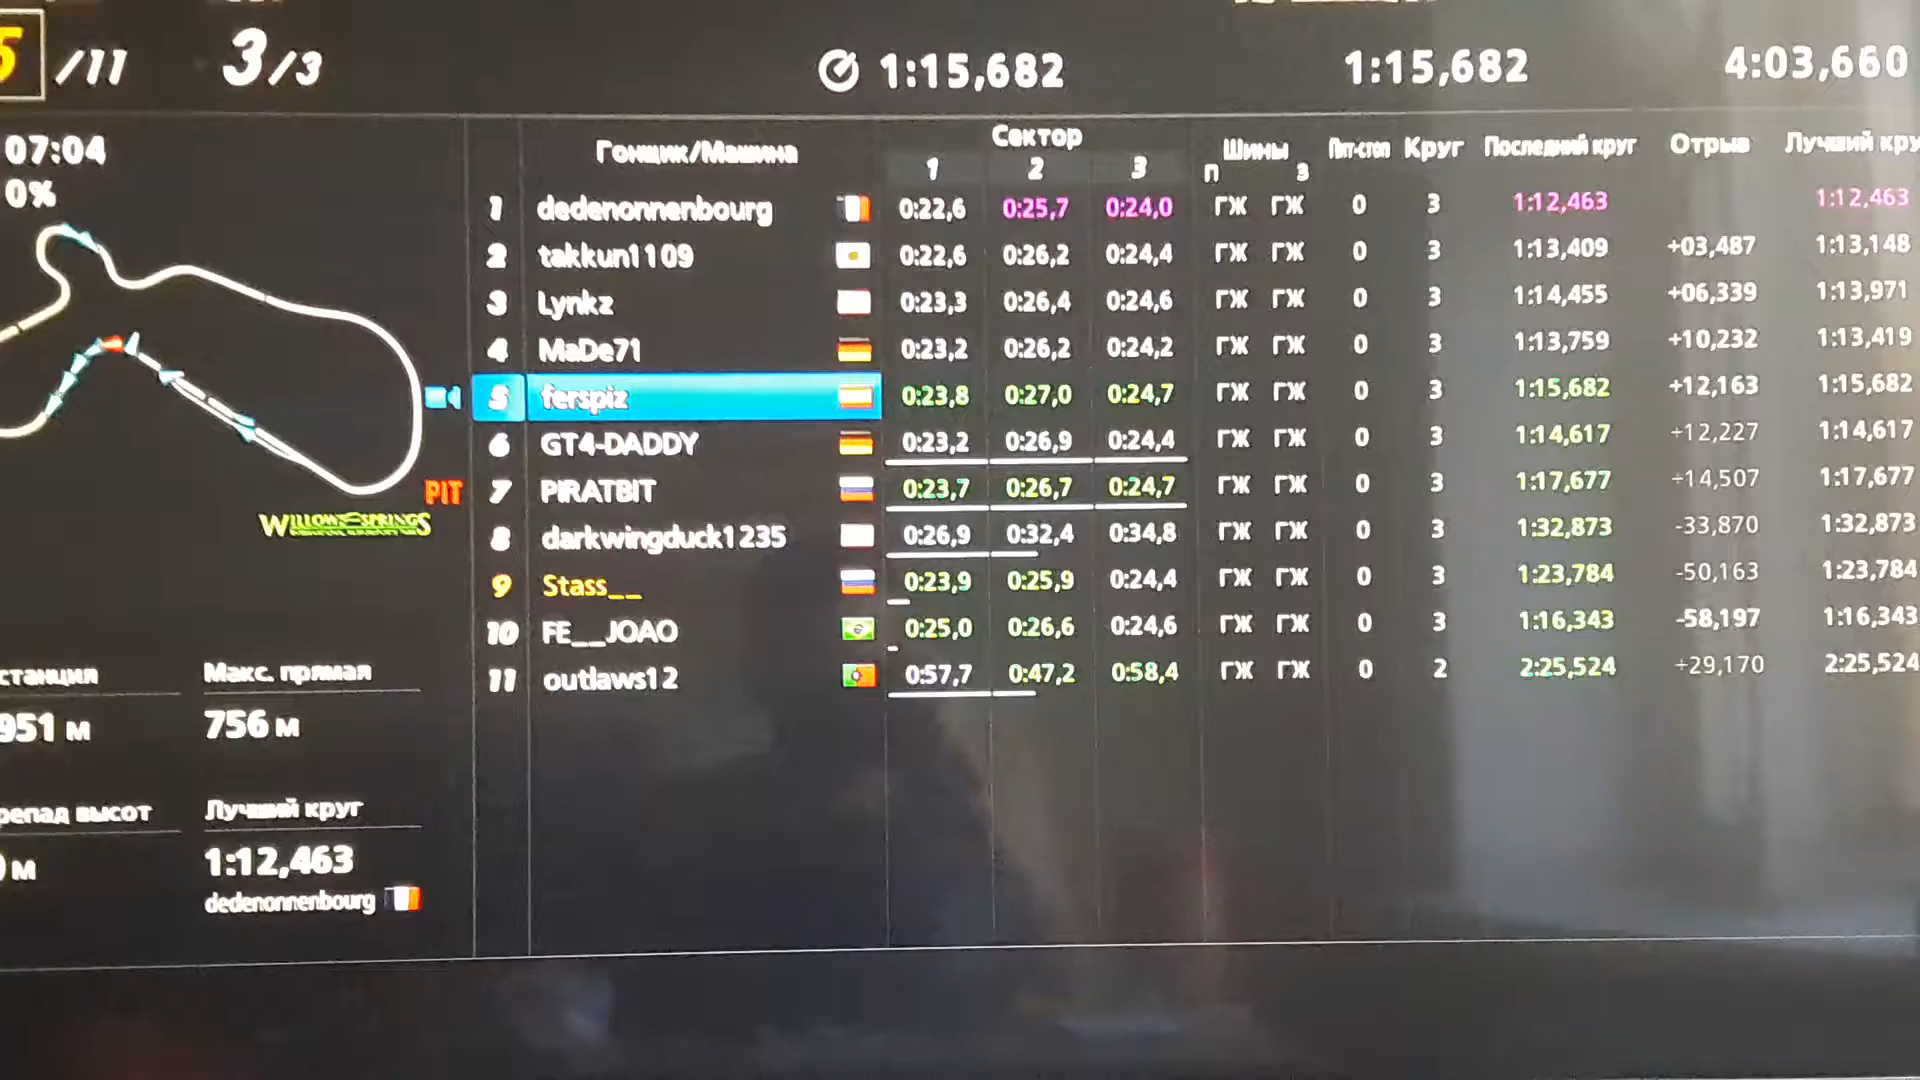 5 /11 3/3 1:15,682 1:15,682 4:03,660
07:04
0%
PIT
WILLOW SPRINGS
станция Макс. прямая
951 м 756 м
репад высот Лучший круг
м 1:12,463
dedenonnenbourg
Гонщик/Машина Сектор Шины Пит-стоп Круг Последний круг Отрыв Лучший кру
1 2 3 П З
1 dedenonnenbourg 0:22,6 0:25,7 0:24,0 ГЖ ГЖ 0 3 1:12,463 1:12,463
2 takkun1109 0:22,6 0:26,2 0:24,4 ГЖ ГЖ 0 3 1:13,409 +03,487 1:13,148
3 Lynkz 0:23,3 0:26,4 0:24,6 ГЖ ГЖ 0 3 1:14,455 +06,339 1:13,971
4 MaDe71 0:23,2 0:26,2 0:24,2 ГЖ ГЖ 0 3 1:13,759 +10,232 1:13,419
5 ferspiz 0:23,8 0:27,0 0:24,7 ГЖ ГЖ 0 3 1:15,682 +12,163 1:15,682
6 GT4-DADDY 0:23,2 0:26,9 0:24,4 ГЖ ГЖ 0 3 1:14,617 +12,227 1:14,617
7 PIRATBIT 0:23,7 0:26,7 0:24,7 ГЖ ГЖ 0 3 1:17,677 +14,507 1:17,677
8 darkwingduck1235 0:26,9 0:32,4 0:34,8 ГЖ ГЖ 0 3 1:32,873 -33,870 1:32,873
9 Stass__ 0:23,9 0:25,9 0:24,4 ГЖ ГЖ 0 3 1:23,784 -50,163 1:23,784
10 FE__JOAO 0:25,0 0:26,6 0:24,6 ГЖ ГЖ 0 3 1:16,343 -58,197 1:16,343
11 outlaws12 0:57,7 0:47,2 0:58,4 ГЖ ГЖ 0 2 2:25,524 +29,170 2:25,524